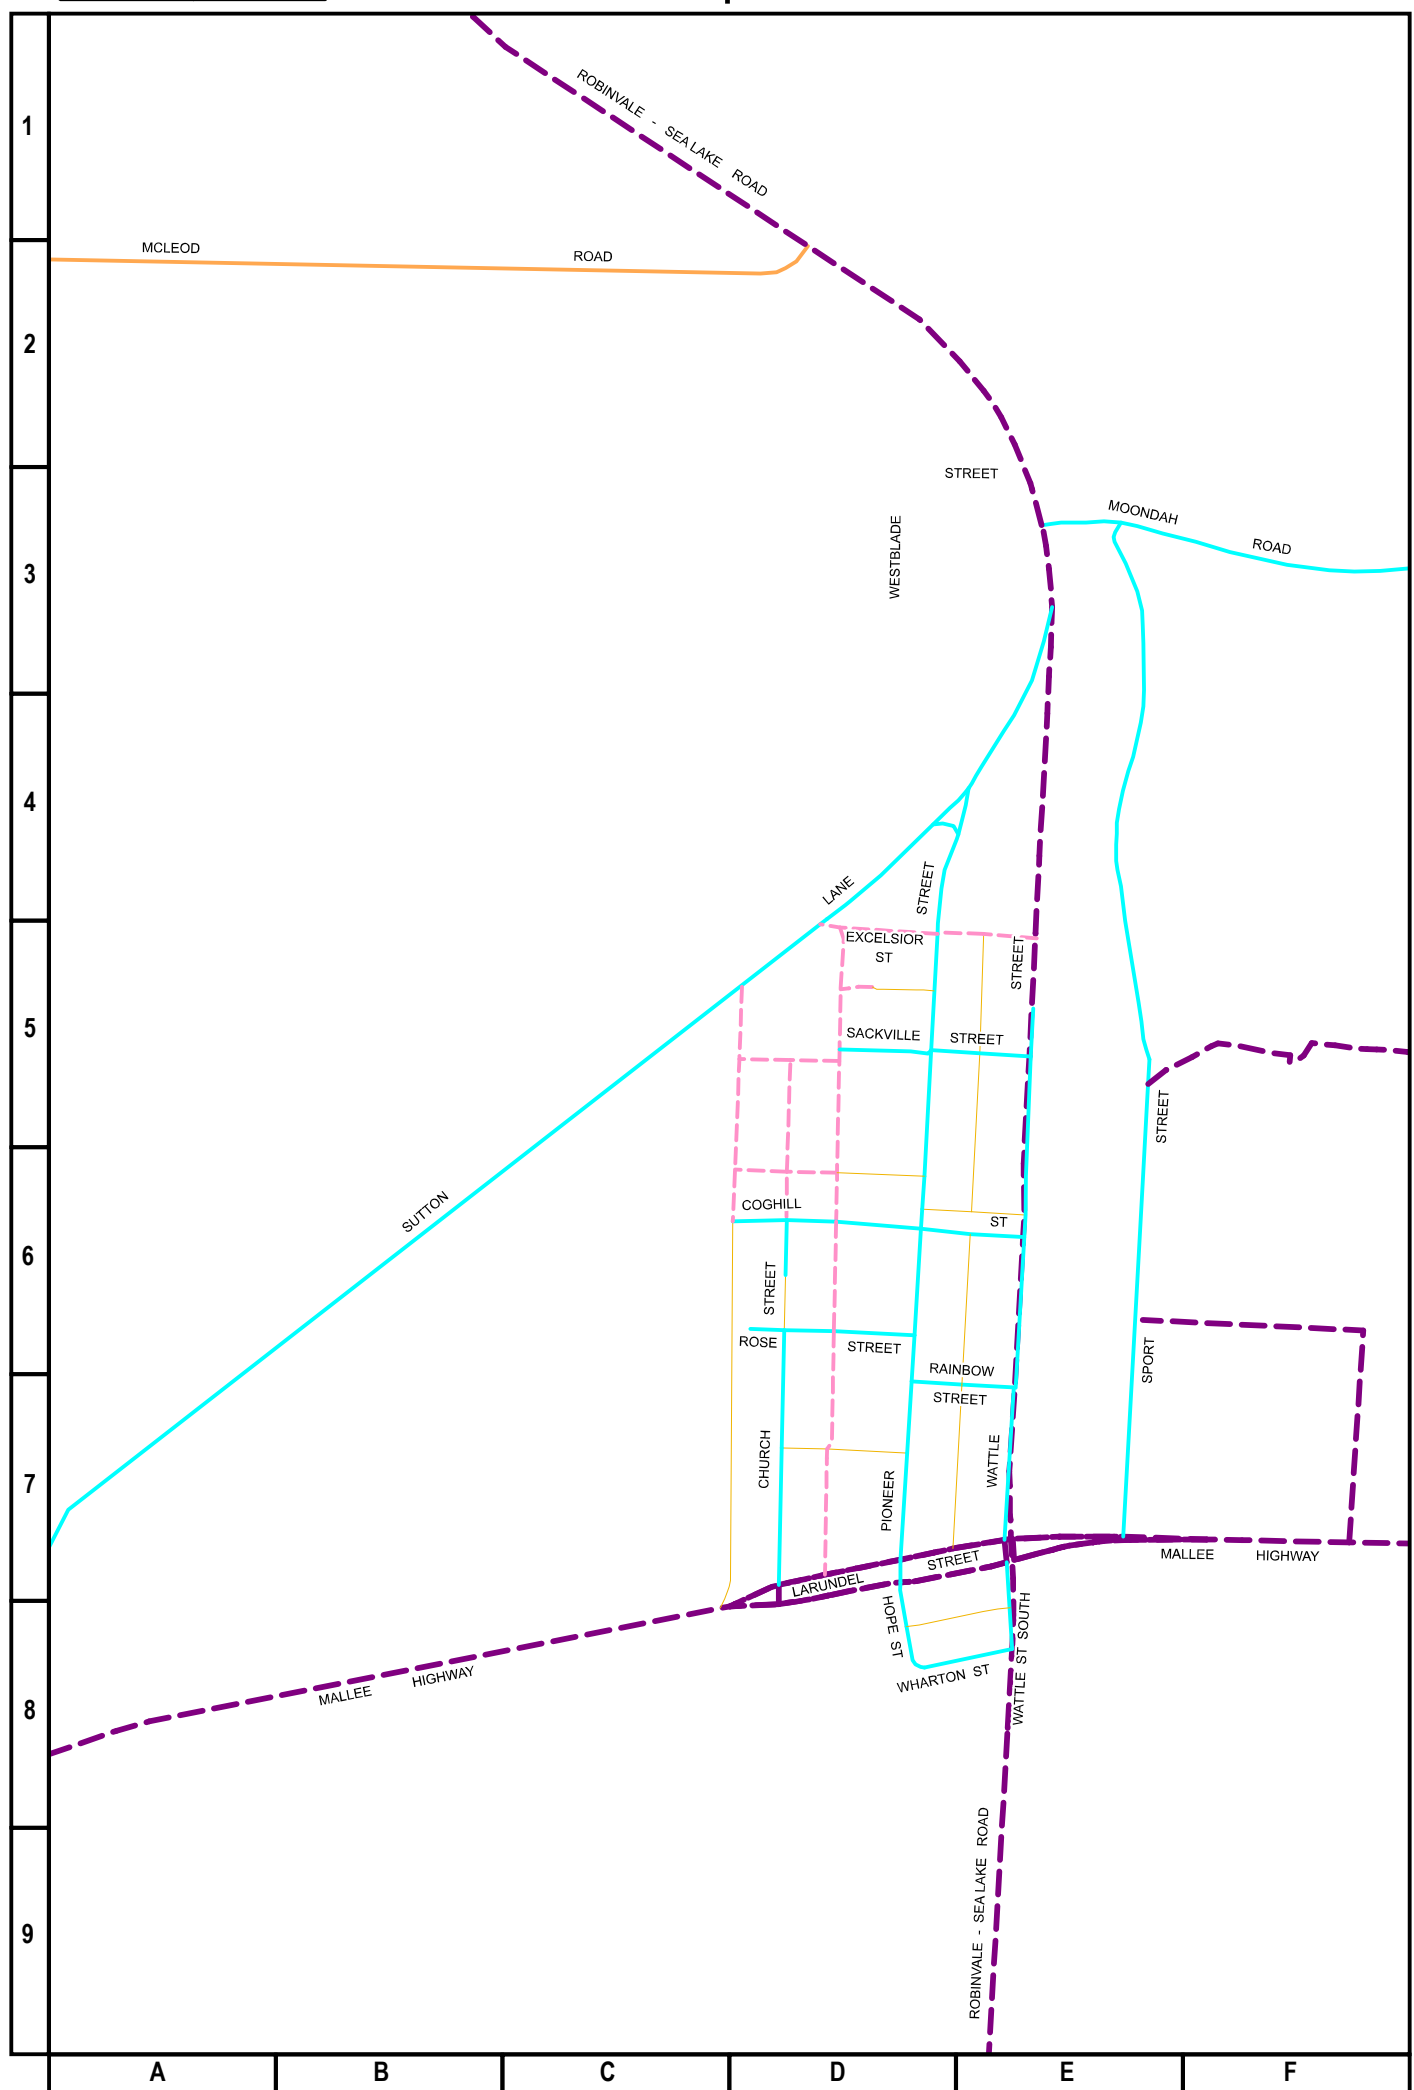 1
ROBINVALE - SEA LAKE ROAD
MCLEOD ROAD
2
STREET
WESTBLADE
MOONDAH ROAD
3
4
LANE
STREET
EXCELSIOR
ST
STREET
5
SACKVILLE STREET
STREET
SUTTON
COGHILL ST
6
STREET
ROSE STREET
SPORT
RAINBOW
STREET
CHURCH
WATTLE
7
PIONEER
LARUNDEL STREET
MALLEE HIGHWAY
HOPE ST
WATTLE ST SOUTH
WHARTON ST
MALLEE HIGHWAY
8
ROBINVALE - SEA LAKE ROAD
9
A B C D E F